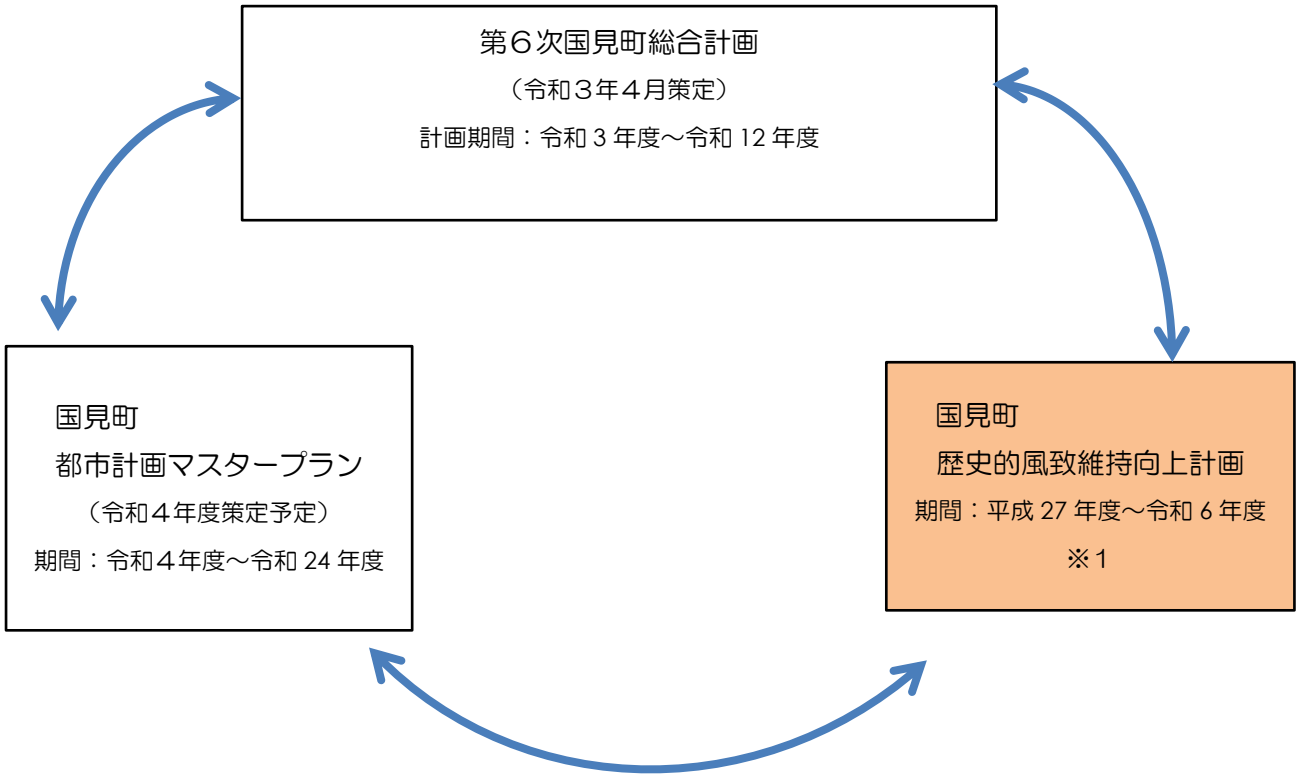 第６次国見町総合計画
（令和３年４月策定）
計画期間：令和 3 年度～令和 12 年度
国見町
都市計画マスタープラン
（令和４年度策定予定）
期間：令和４年度～令和 24 年度
国見町
歴史的風致維持向上計画
期間：平成 27 年度～令和 6 年度
※１